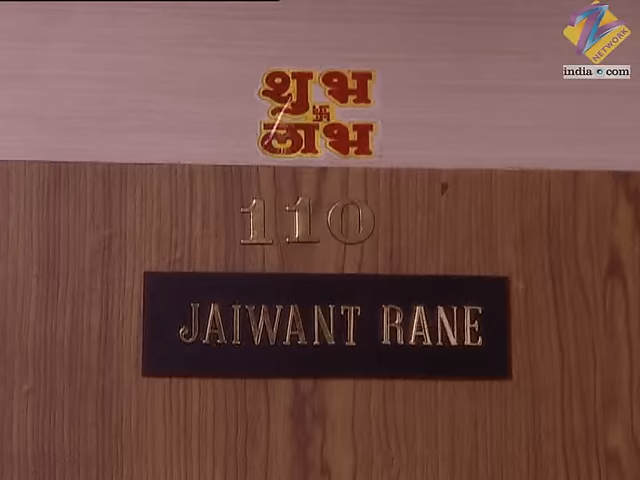 Z
NETWORK
india.com
शुभ
लाभ
110
JAIWANT RANE